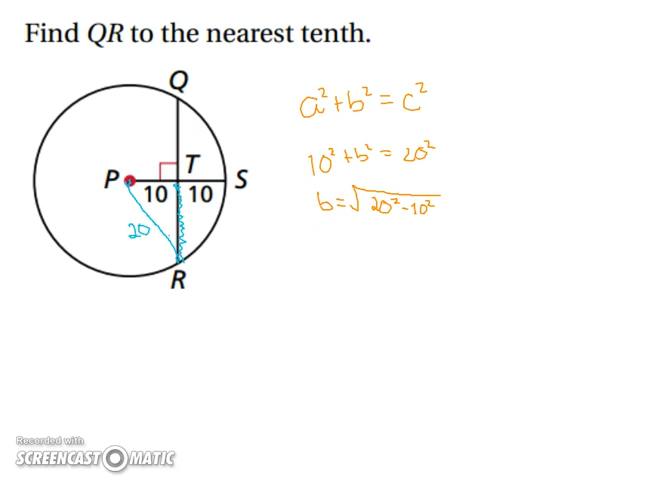 Find QR to the nearest tenth.
Q
a² + b² = c²
10² + b² = 20²
T
P
S
10
10
b = √20² - 10²
20
R
Recorded with
SCREENCAST O MATIC